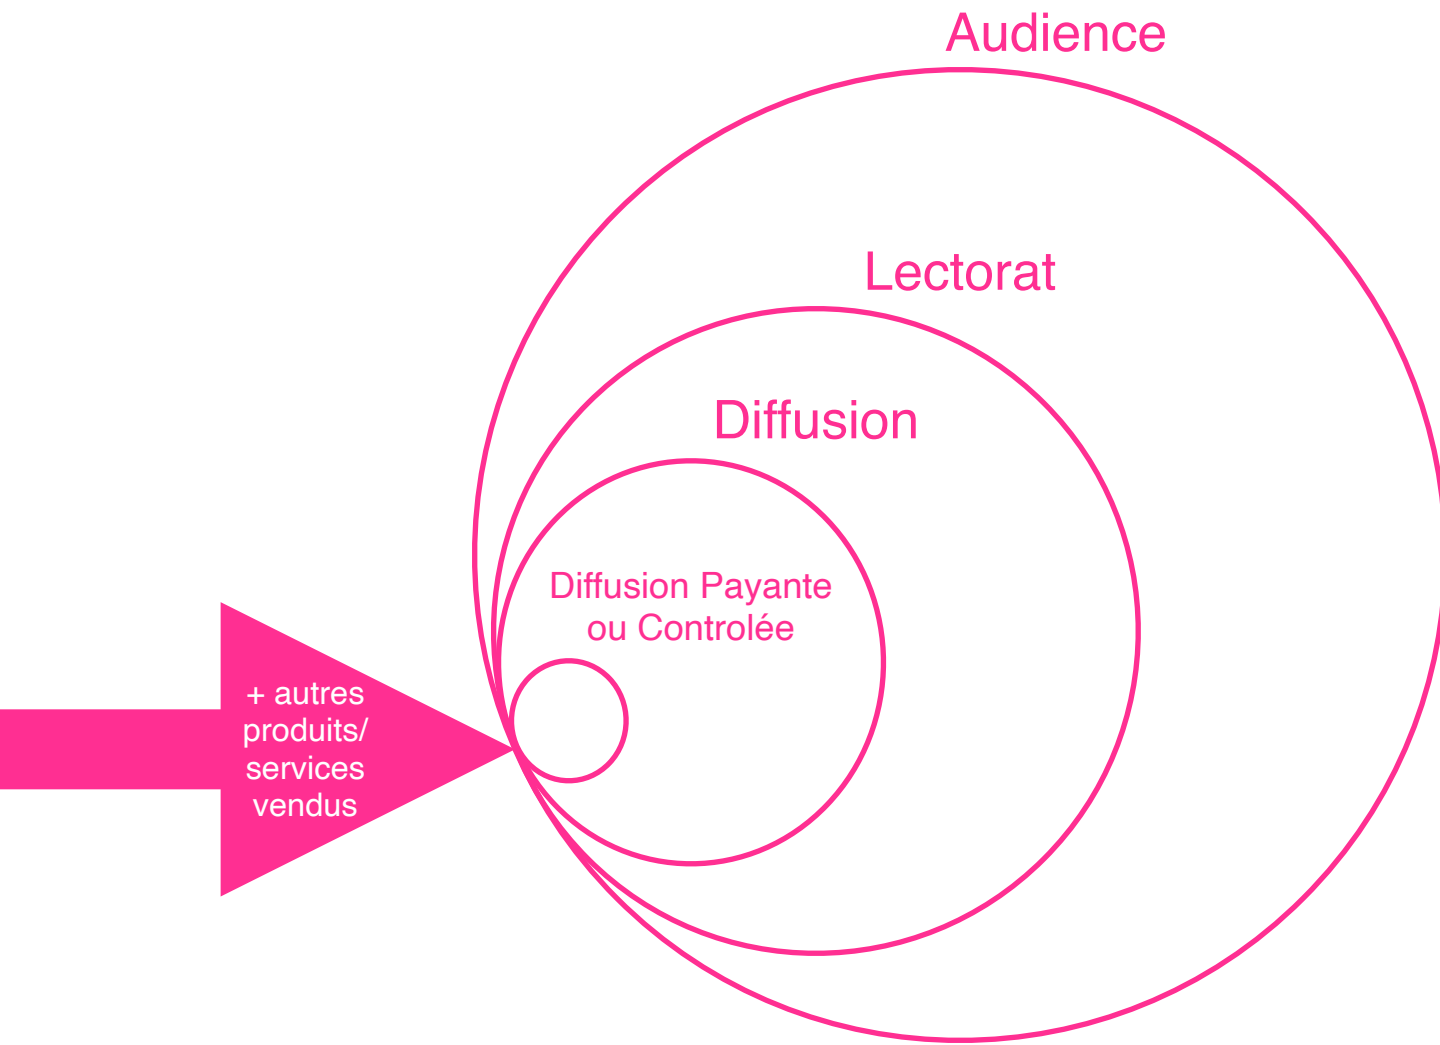 Audience
Lectorat
Diffusion
Diffusion Payante
ou Controlée
+ autres
produits/
services
vendus